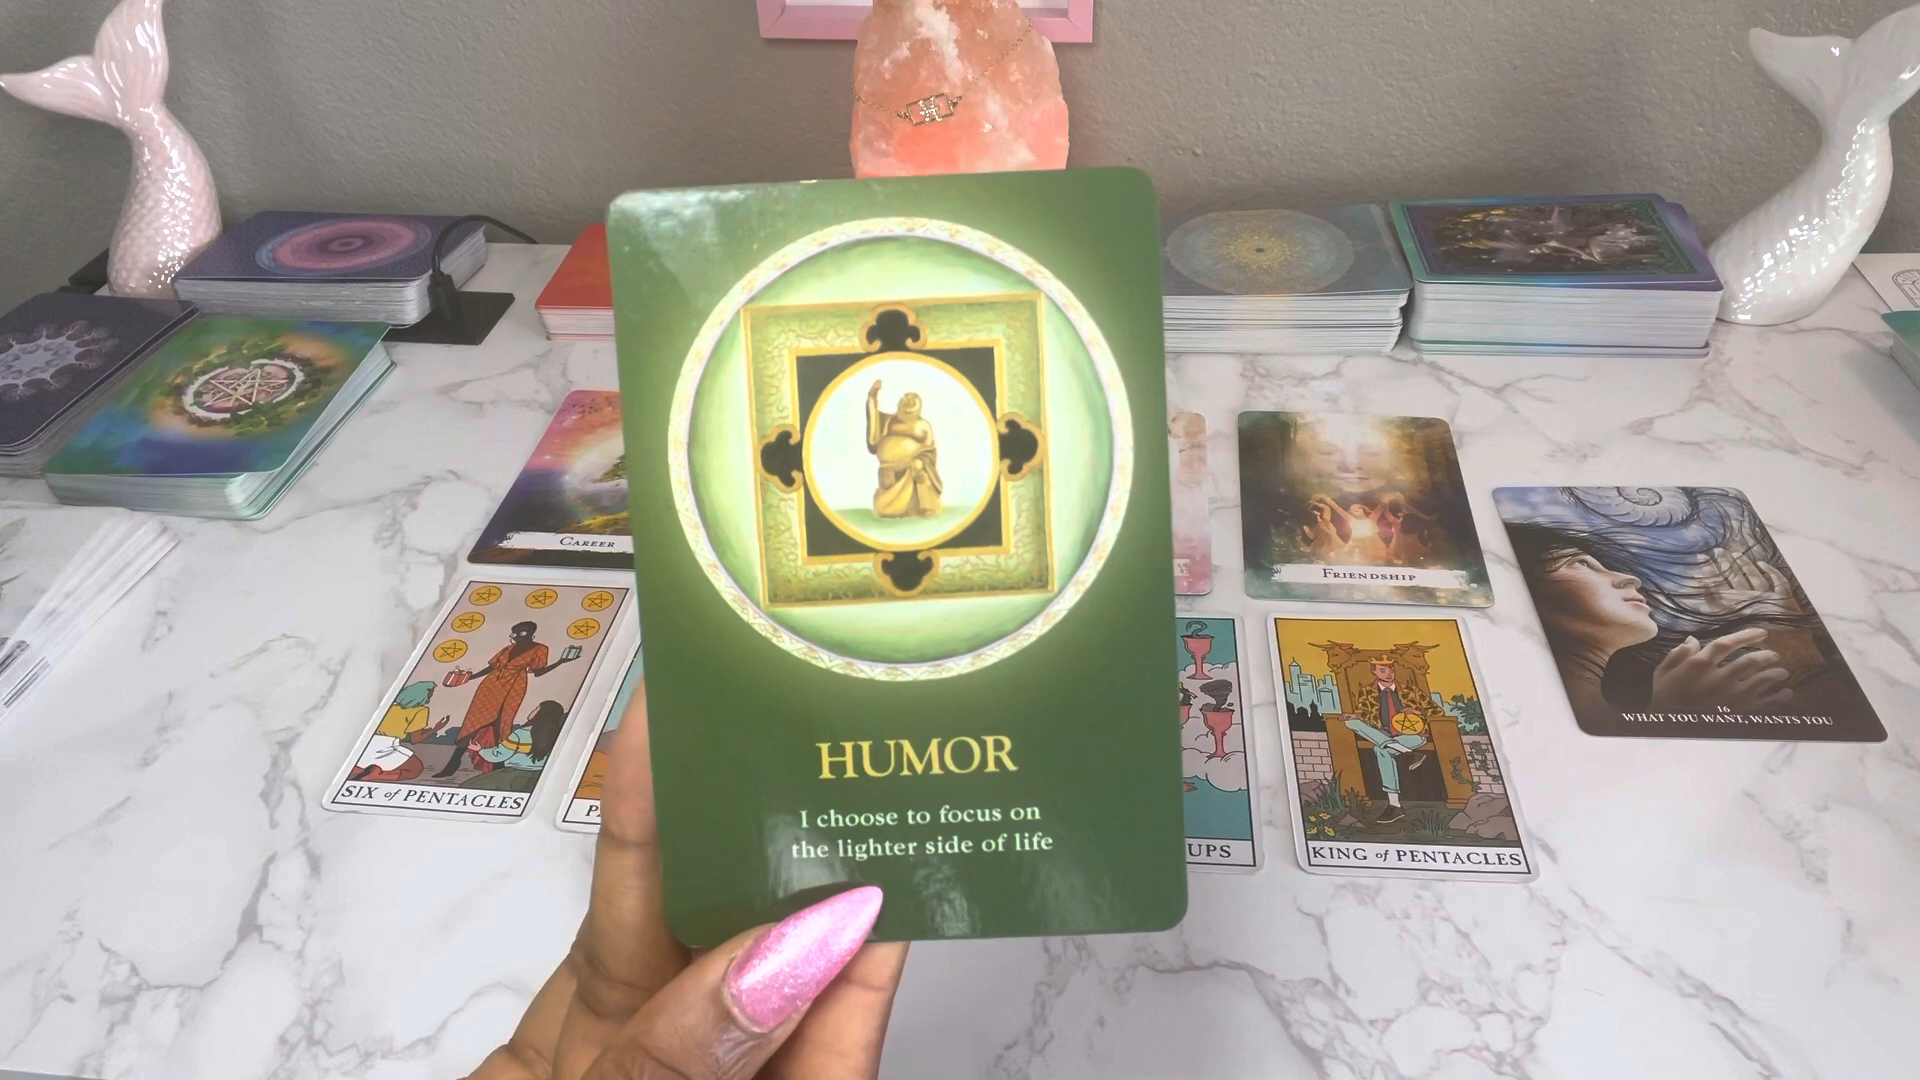 CAREER
FRIENDSHIP
16
WHAT YOU WANT, WANTS YOU
SIX of PENTACLES
UPS
KING of PENTACLES
HUMOR
I choose to focus on
the lighter side of life